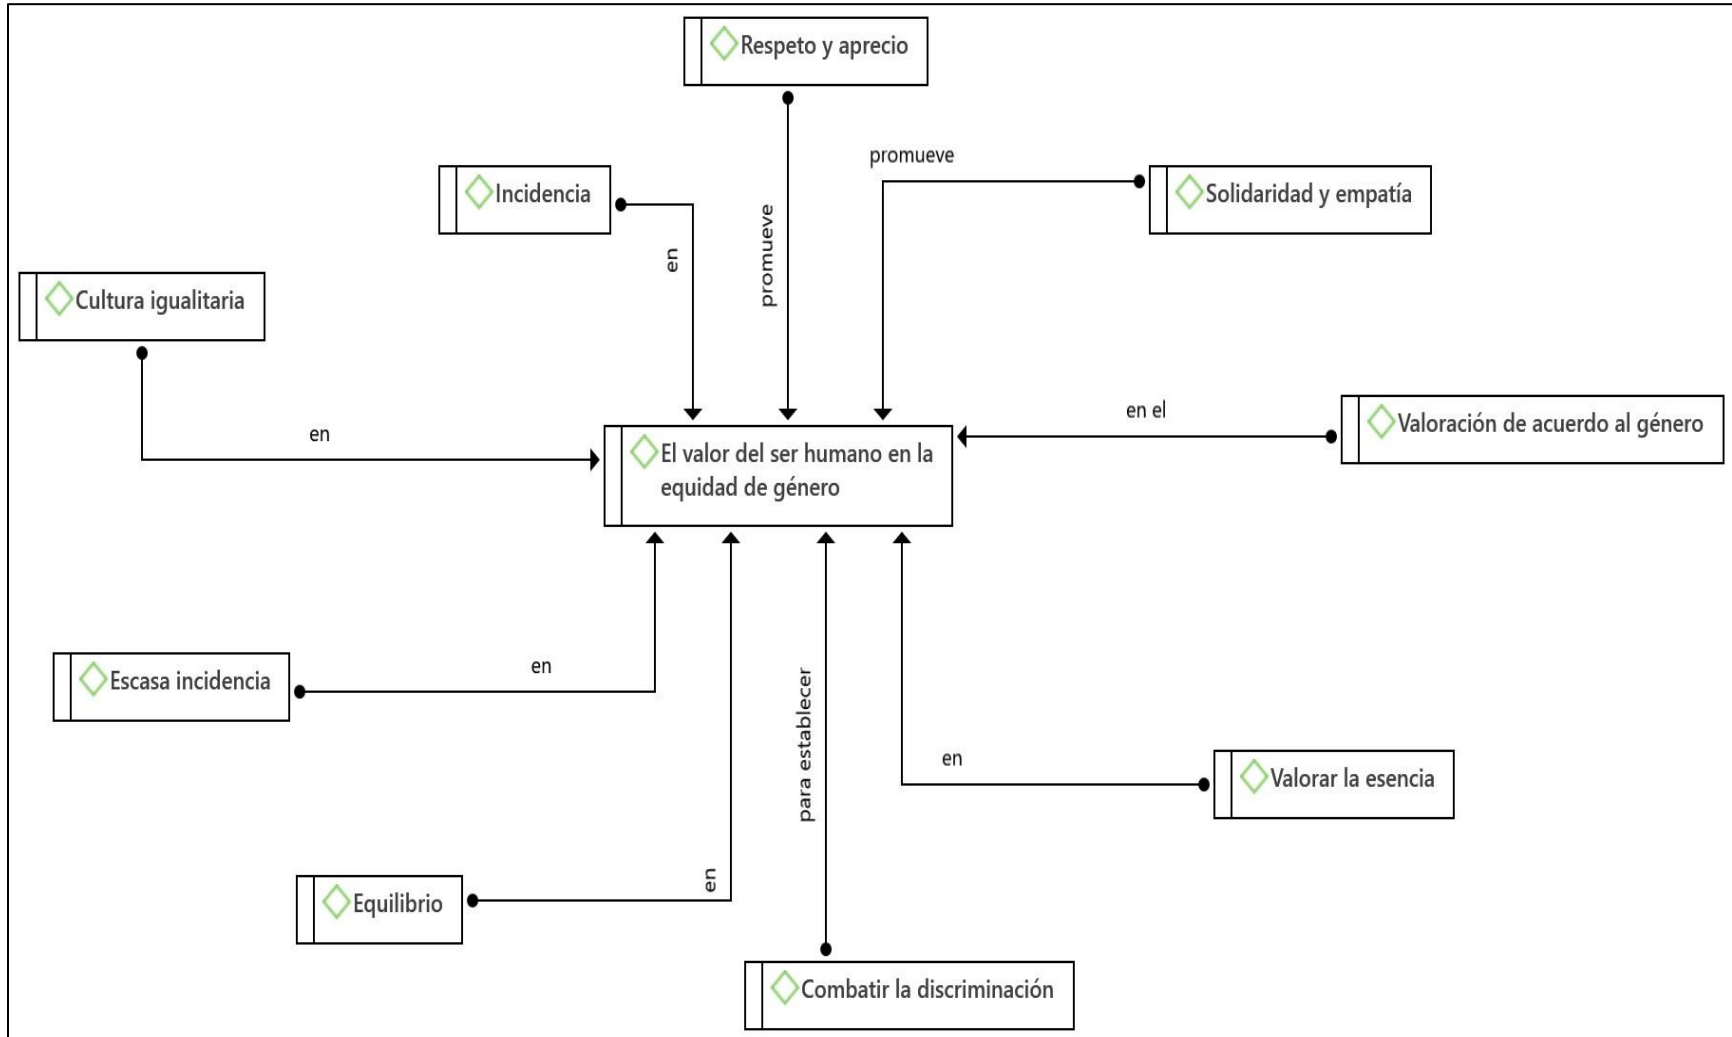 Respeto y aprecio
promueve
Incidencia
Solidaridad y empatía
en
promueve
Cultura igualitaria
en el
Valoración de acuerdo al género
en
El valor del ser humano en la
equidad de género
en
Escasa incidencia
para establecer
en
Valorar la esencia
en
Equilibrio
Combatir la discriminación